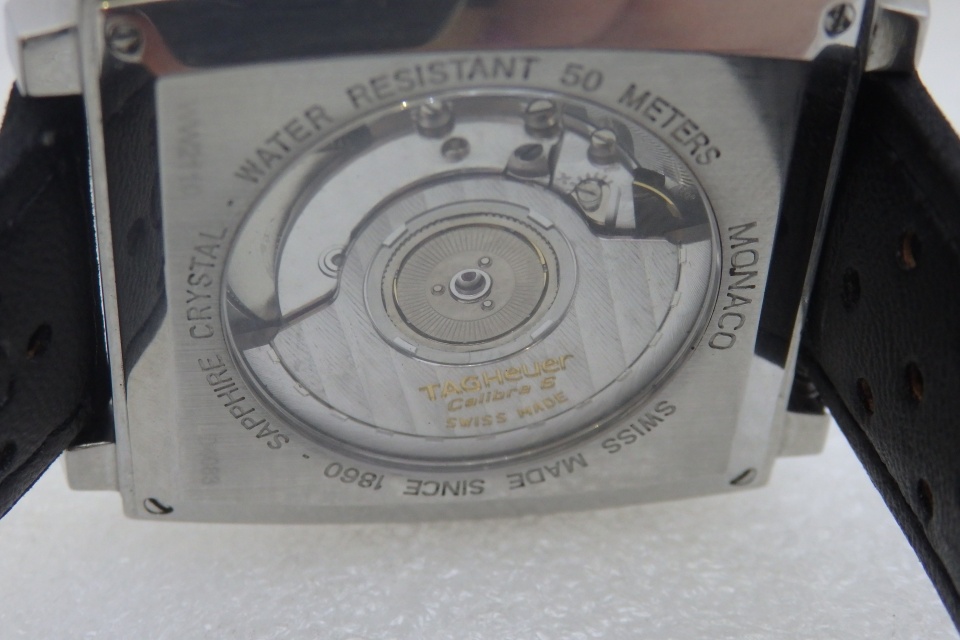 WATER RESISTANT 50 METERS
MONACO
SWISS MADE SINCE 1860 - SAPPHIRE CRYSTAL
TAGHeuer
Calibre 6
SWISS MADE